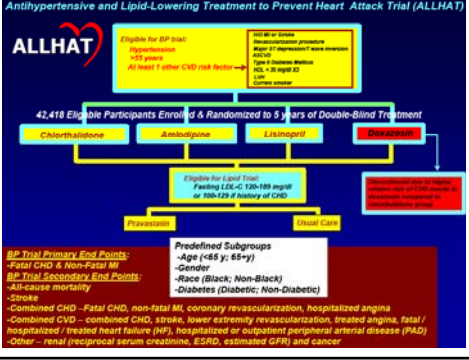 Antihypertensive and Lipid-Lowering Treatment to Prevent Heart Attack Trial (ALLHAT)
ALLHAT
Eligible for BP trial:
Hypertension
>55 years
At least 1 other CVD risk factor
H/O MI or Stroke
Revascularization procedure
Major ST depression/T wave inversion
ASCVD
Type II Diabetes Mellitus
HDL < 35 mg/dl X2
LVH
Current smoker
42,418 Eligible Participants Enrolled & Randomized to 5 years of Double-Blind Treatment
Chlorthalidone
Amlodipine
Lisinopril
Doxazosin
Eligible for Lipid Trial:
Fasting LDL-C 120-189 mg/dl
or 100-129 if history of CHD
Discontinued due to higher
relative risk of CVD events in
doxazosin compared to
chlorthalidone group
Pravastatin
Usual Care
Predefined Subgroups
-Age (<65 y; 65+y)
-Gender
-Race (Black; Non-Black)
-Diabetes (Diabetic; Non-Diabetic)
BP Trial Primary End Points:
-Fatal CHD & Non-Fatal MI
BP Trial Secondary End Points:
-All-cause mortality
-Stroke
-Combined CHD –Fatal CHD, non-fatal MI, coronary revascularization, hospitalized angina
-Combined CVD – combined CHD, stroke, lower extremity revascularization, treated angina, fatal /
hospitalized / treated heart failure (HF), hospitalized or outpatient peripheral arterial disease (PAD)
-Other – renal (reciprocal serum creatinine, ESRD, estimated GFR) and cancer